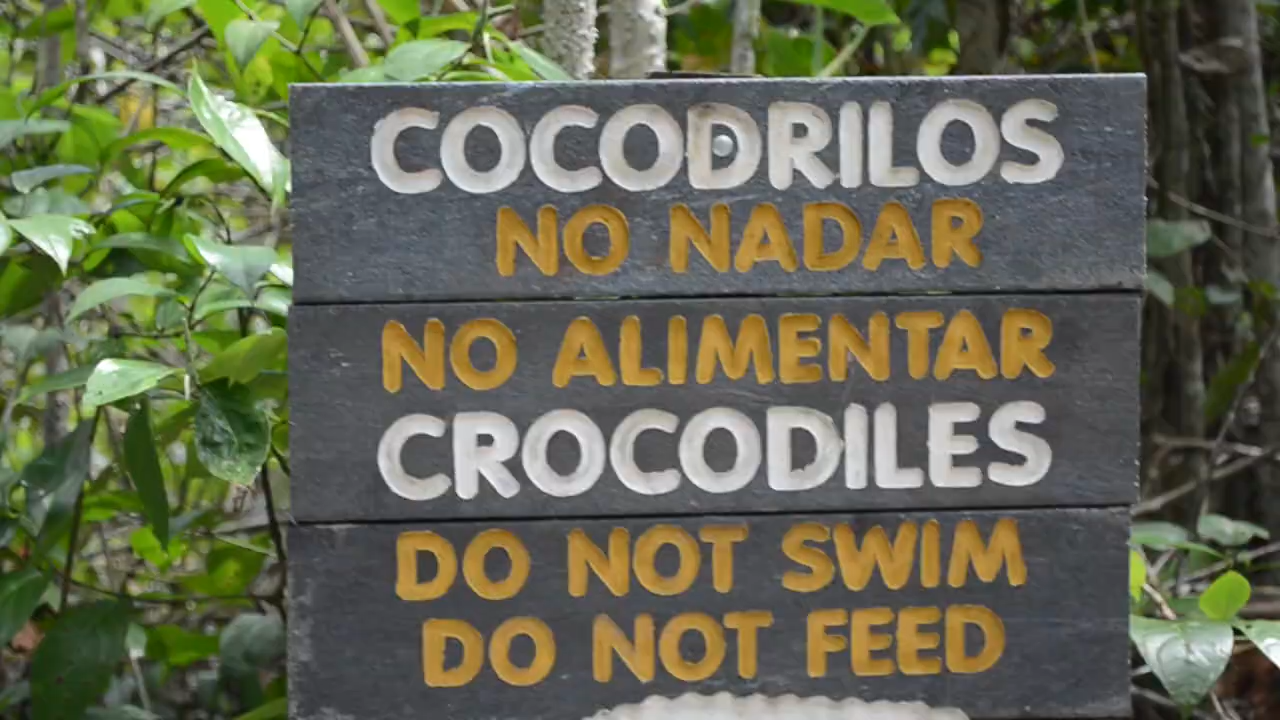 COCODRILOS
NO NADAR
NO ALIMENTAR
CROCODILES
DO NOT SWIM
DO NOT FEED